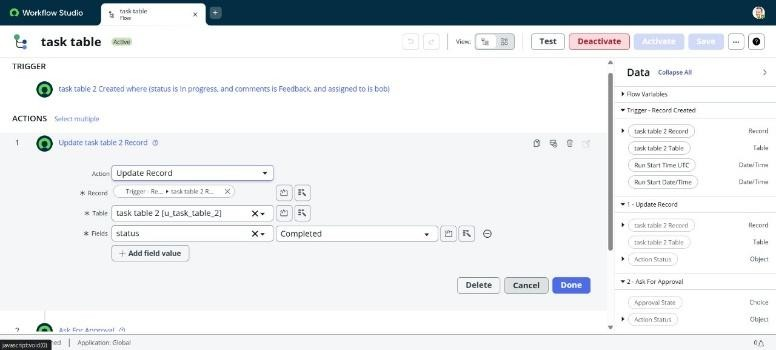 Workflow Studio
task table
Flow
task table
Active
View:
Test
Deactivate
Activate
Save
TRIGGER
task table 2 Created where (status is In progress, and comments is Feedback, and assigned to is bob)
ACTIONS Select multiple
1 Update task table 2 Record
Action Update Record
* Record Trigger - Re... ▸ task table 2 R...
* Table task table 2 [u_task_table_2]
* Fields status Completed
+ Add field value
Delete Cancel Done
2 Ask For Approval
Data Collapse All
Flow Variables
Trigger - Record Created
task table 2 Record Record
task table 2 Table Table
Run Start Time UTC Date/Time
Run Start Date/Time Date/Time
1 - Update Record
task table 2 Record Record
task table 2 Table Table
Action Status Object
2 - Ask For Approval
Approval State Choice
Action Status Object
javascript:void(0)
Application: Global
0